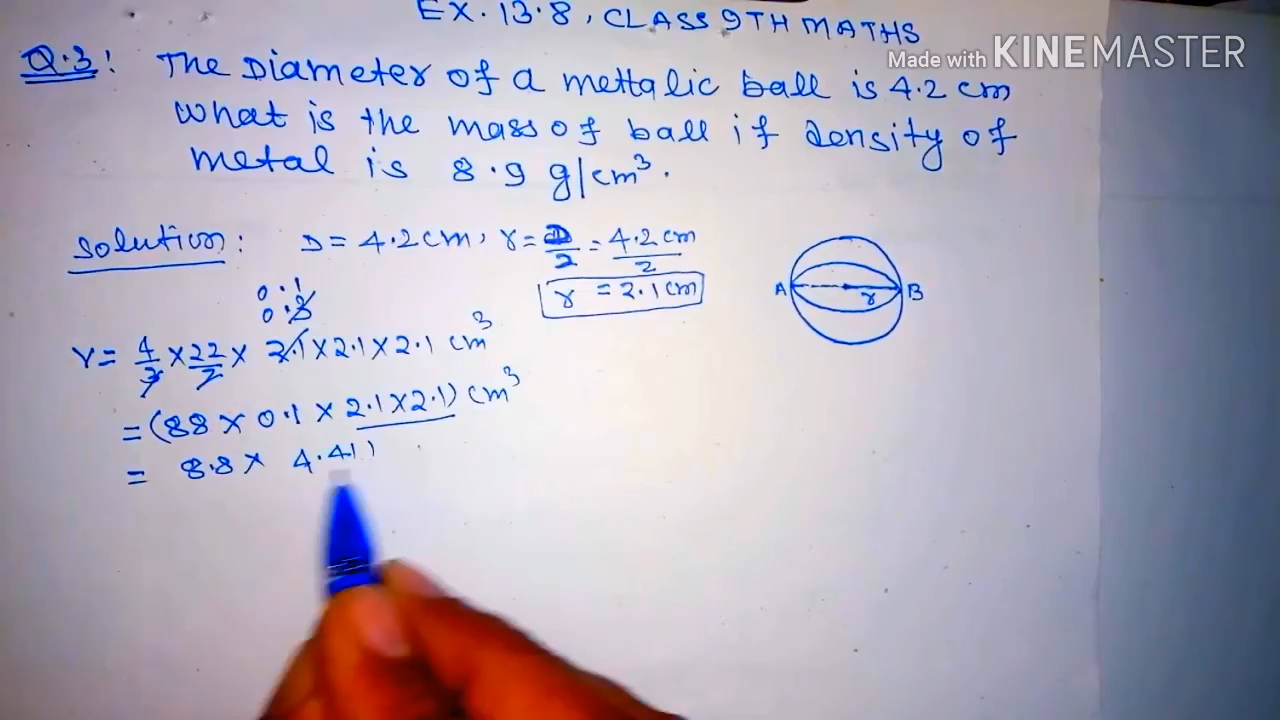 EX. 13.8, CLASS 9TH MATHS
Made with KINEMASTER
Q.3: The Diameter of a mettalic ball is 4.2 cm
What is the mass of ball if density of
metal is 8.9 g/cm³.
Solution: D = 4.2 cm, r = D/2 = 4.2 cm/2
r = 2.1 cm
A r B
0.1
0.3
V = 4/3 × 22/7 × 2.1 × 2.1 × 2.1 cm³
= (88 × 0.1 × 2.1 × 2.1) cm³
= 8.8 × 4.41)